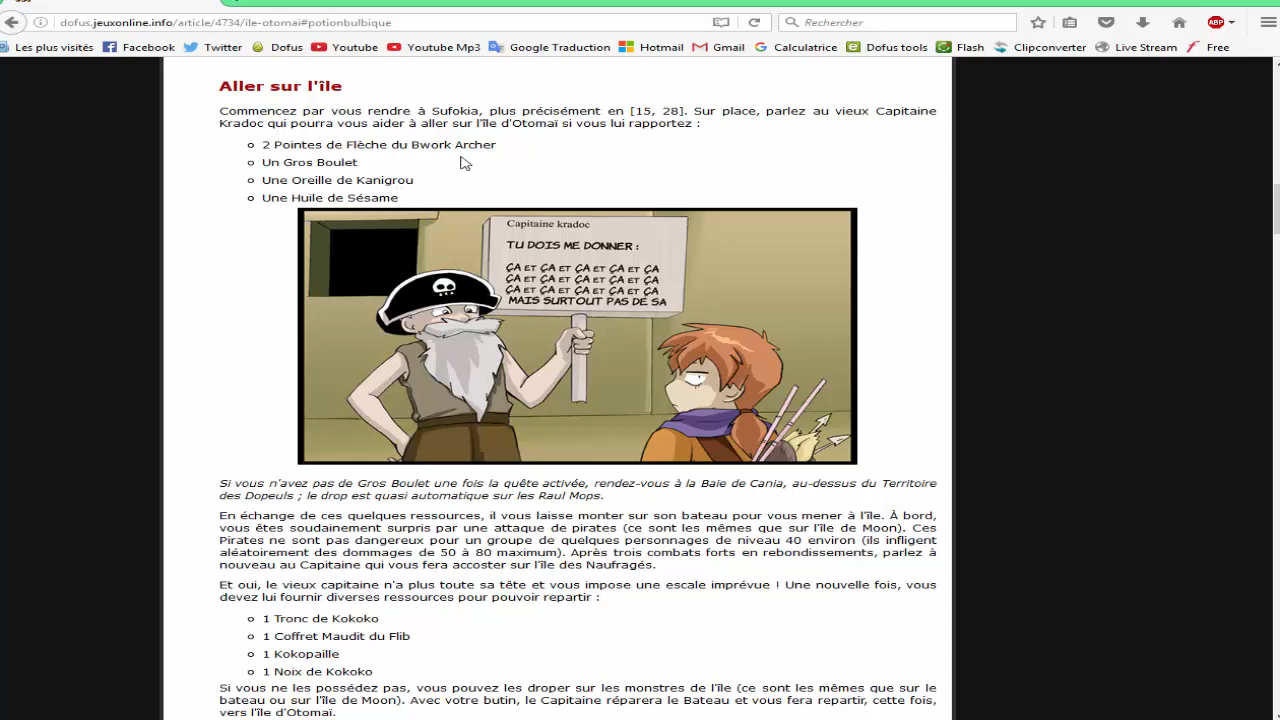 dofus.jeuxonline.info/article/4734/ile-otomai#potionbulbique
Rechercher
ABP
Les plus visités Facebook Twitter Dofus Youtube Youtube Mp3 Google Traduction Hotmail Gmail Calculatrice Dofus tools Flash Clipconverter Live Stream Free
Aller sur l'île
Commencez par vous rendre à Sufokia, plus précisément en [15, 28]. Sur place, parlez au vieux Capitaine
Kradoc qui pourra vous aider à aller sur l'île d'Otomaï si vous lui rapportez :
2 Pointes de Flèche du Bwork Archer
Un Gros Boulet
Une Oreille de Kanigrou
Une Huile de Sésame
Capitaine kradoc
TU DOIS ME DONNER :
ÇA ET ÇA ET ÇA ET ÇA ET ÇA
ÇA ET ÇA ET ÇA ET ÇA ET ÇA
ÇA ET ÇA ET ÇA ET ÇA ET ÇA
MAIS SURTOUT PAS DE SA
Si vous n'avez pas de Gros Boulet une fois la quête activée, rendez-vous à la Baie de Cania, au-dessus du Territoire
des Dopeuls ; le drop est quasi automatique sur les Raul Mops.
En échange de ces quelques ressources, il vous laisse monter sur son bateau pour vous mener à l'île. À bord,
vous êtes soudainement surpris par une attaque de pirates (ce sont les mêmes que sur l'île de Moon). Ces
Pirates ne sont pas dangereux pour un groupe de quelques personnages de niveau 40 environ (ils infligent
aléatoirement des dommages de 50 à 80 maximum). Après trois combats forts en rebondissements, parlez à
nouveau au Capitaine qui vous fera accoster sur l'île des Naufragés.
Et oui, le vieux capitaine n'a plus toute sa tête et vous impose une escale imprévue ! Une nouvelle fois, vous
devez lui fournir diverses ressources pour pouvoir repartir :
1 Tronc de Kokoko
1 Coffret Maudit du Flib
1 Kokopaille
1 Noix de Kokoko
Si vous ne les possédez pas, vous pouvez les droper sur les monstres de l'île (ce sont les mêmes que sur le
bateau ou sur l'île de Moon). Avec votre butin, le Capitaine réparera le Bateau et vous fera repartir, cette fois,
vers l'île d'Otomaï.